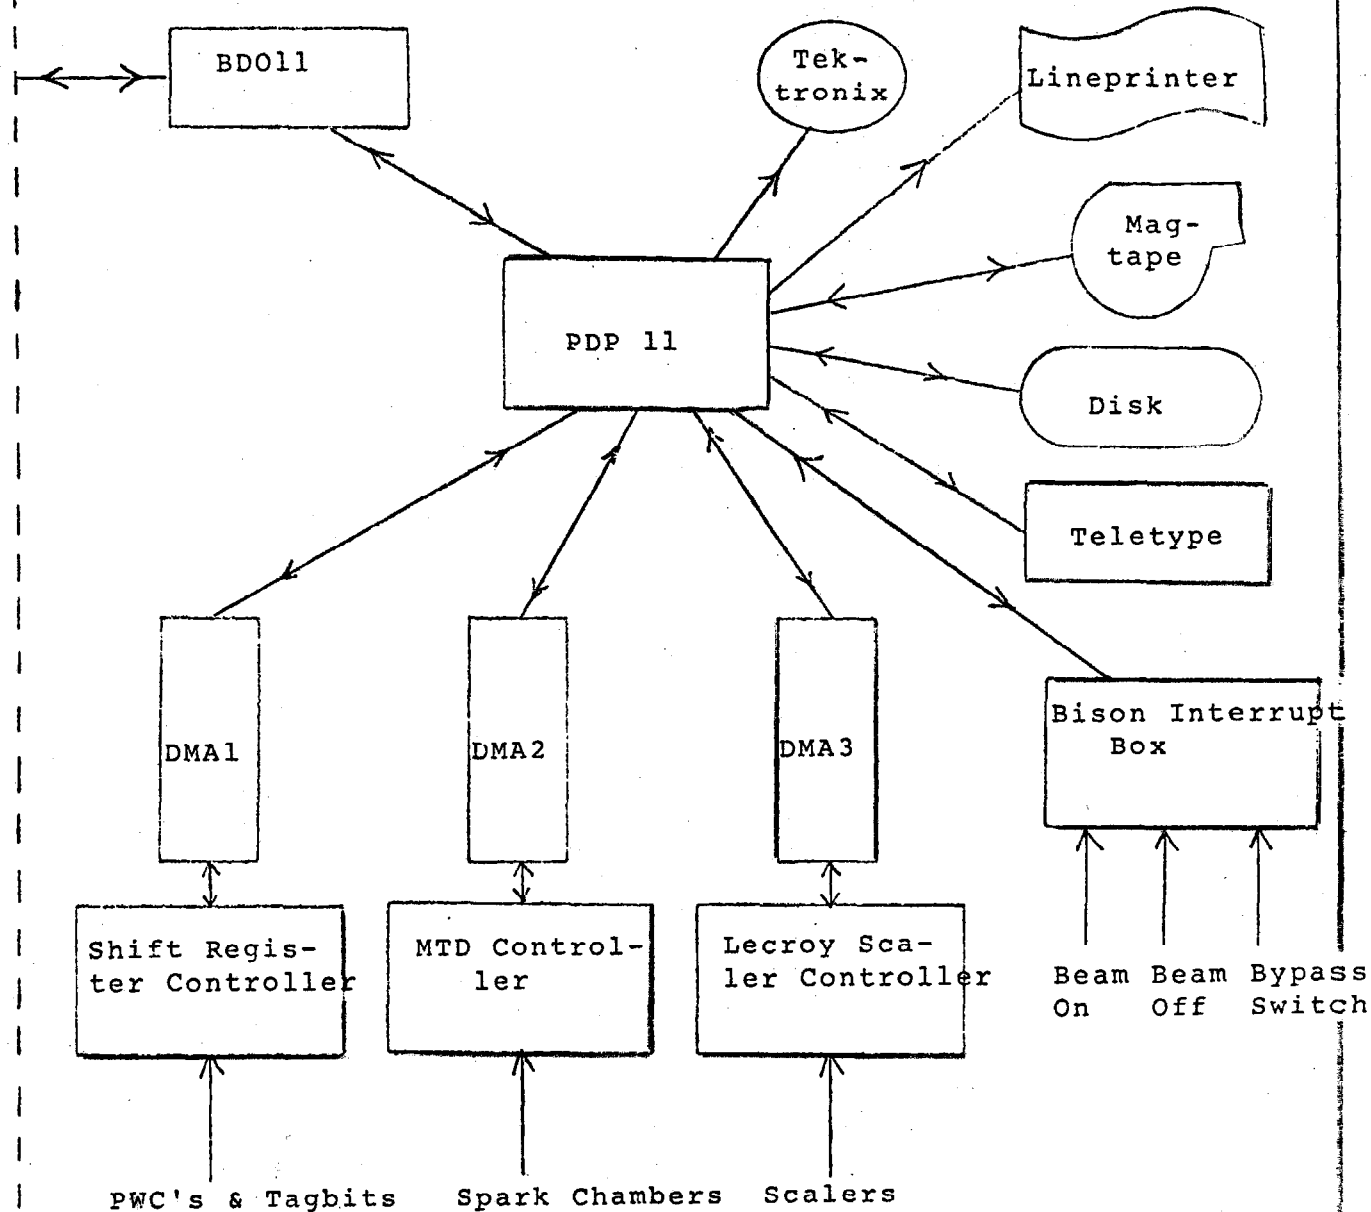 BDO11
Tek-
tronix
Lineprinter
Mag-
tape
PDP 11
Disk
Teletype
Bison Interrupt
Box
DMA1
DMA2
DMA3
Shift Regis-
ter Controller
MTD Control-
ler
Lecroy Sca-
ler Controller
Beam
On
Beam
Off
Bypass
Switch
PWC's & Tagbits
Spark Chambers
Scalers